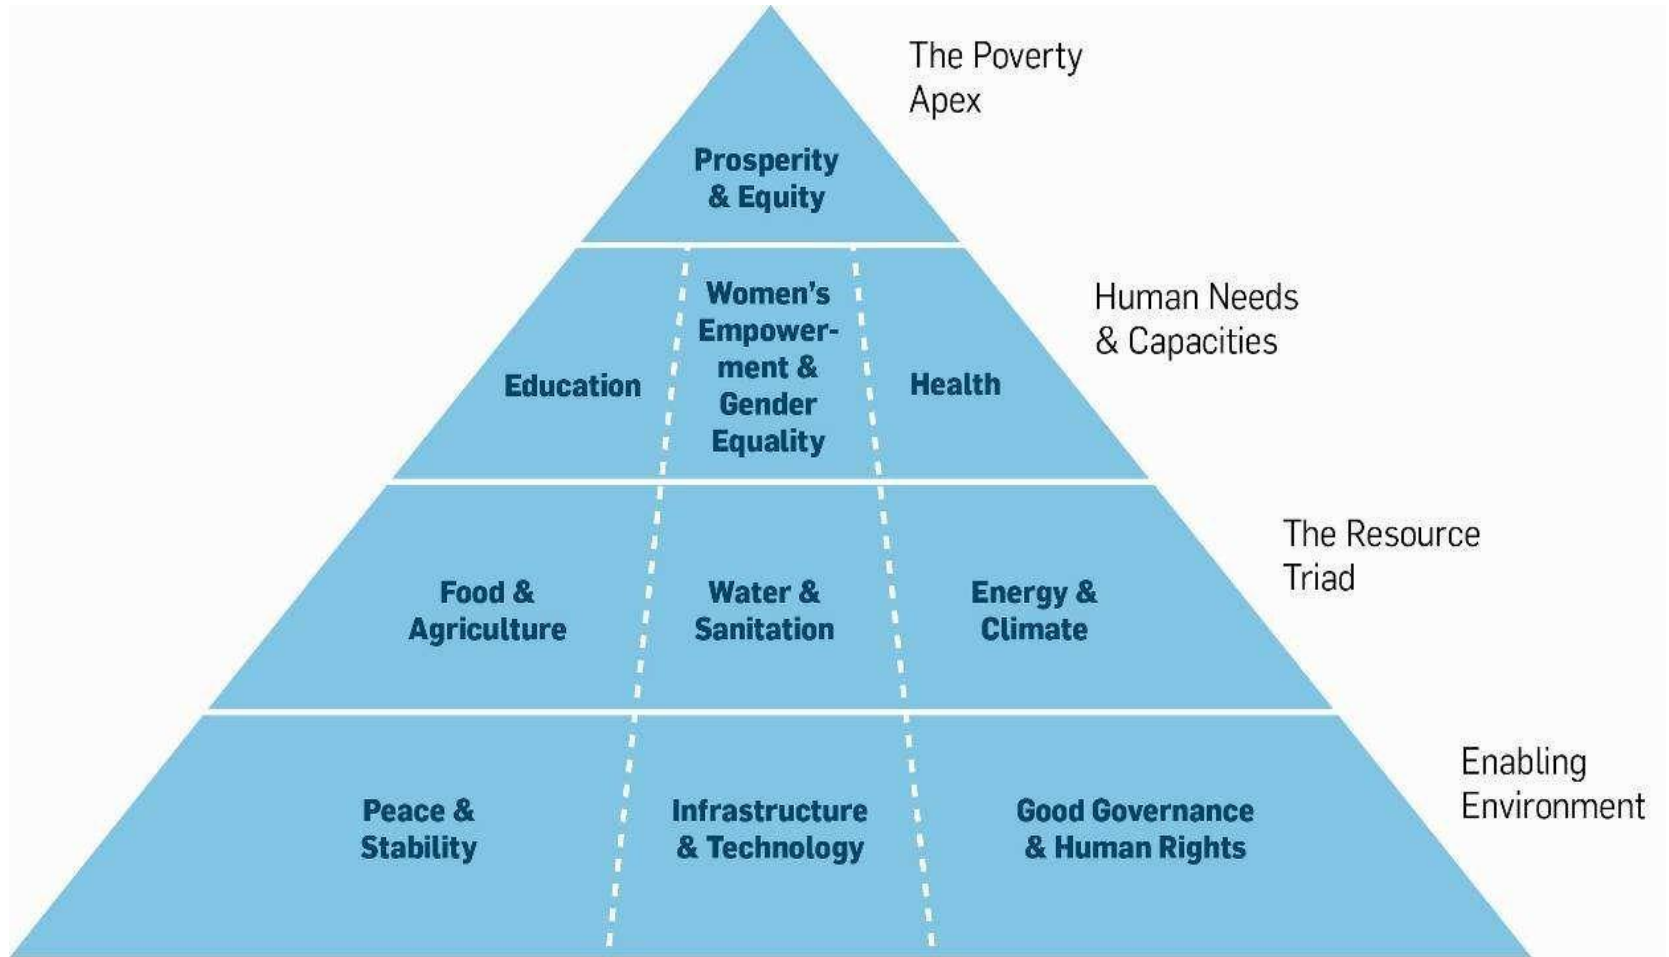 The Poverty
Apex
Prosperity
& Equity
Human Needs
& Capacities
Education
Women's
Empower-
ment &
Gender
Equality
Health
The Resource
Triad
Food &
Agriculture
Water &
Sanitation
Energy &
Climate
Enabling
Environment
Peace &
Stability
Infrastructure
& Technology
Good Governance
& Human Rights